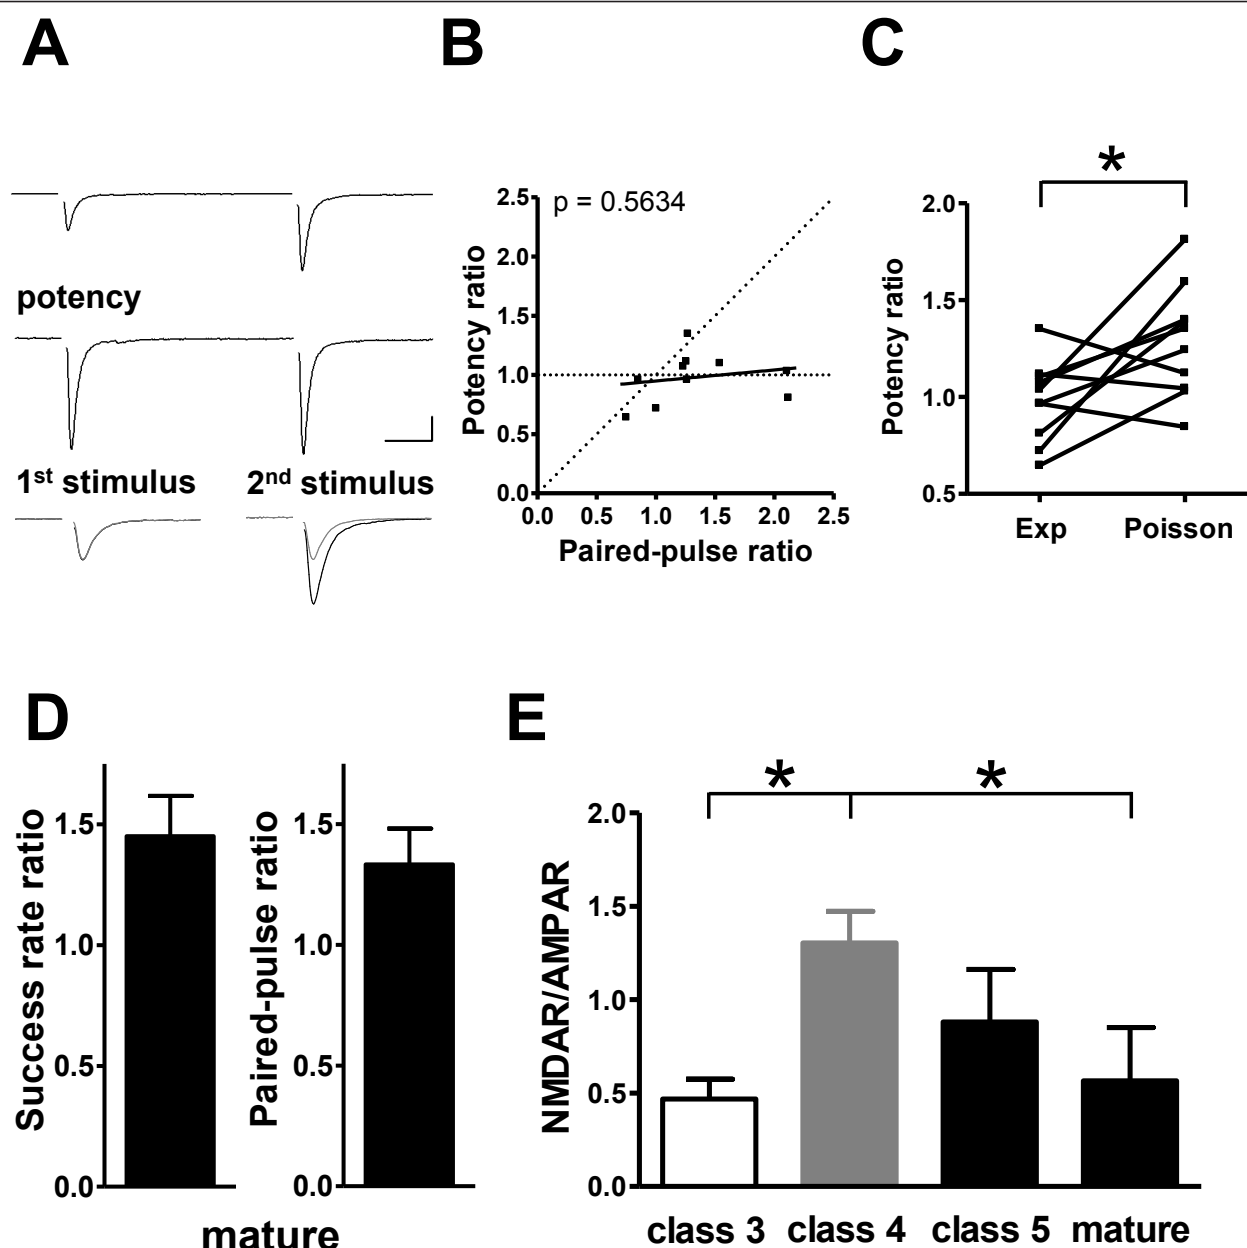 A
B
C
potency
1st stimulus
2nd stimulus
p = 0.5634
2.5
2.0
1.5
1.0
0.5
0.0
Potency ratio
0.0 0.5 1.0 1.5 2.0 2.5
Paired-pulse ratio
*
2.0
1.5
1.0
0.5
Potency ratio
Exp Poisson
D
E
1.5
1.0
0.5
0.0
Success rate ratio
1.5
1.0
0.5
0.0
Paired-pulse ratio
mature
* *
2.0
1.5
1.0
0.5
0.0
NMDAR/AMPAR
class 3 class 4 class 5 mature